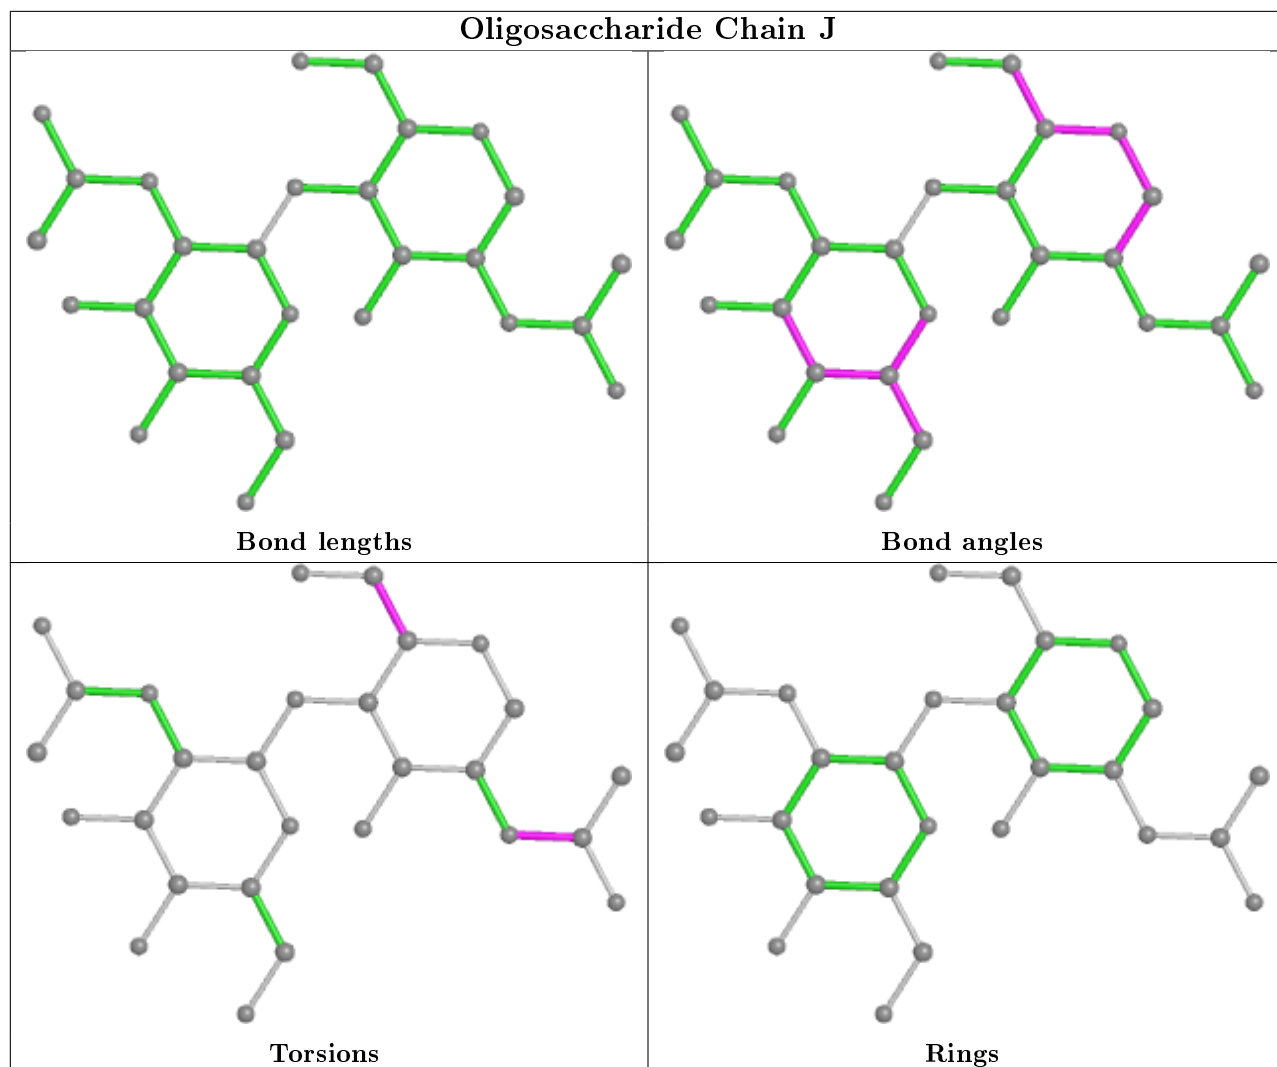 Oligosaccharide Chain J
Bond lengths
Bond angles
Torsions
Rings